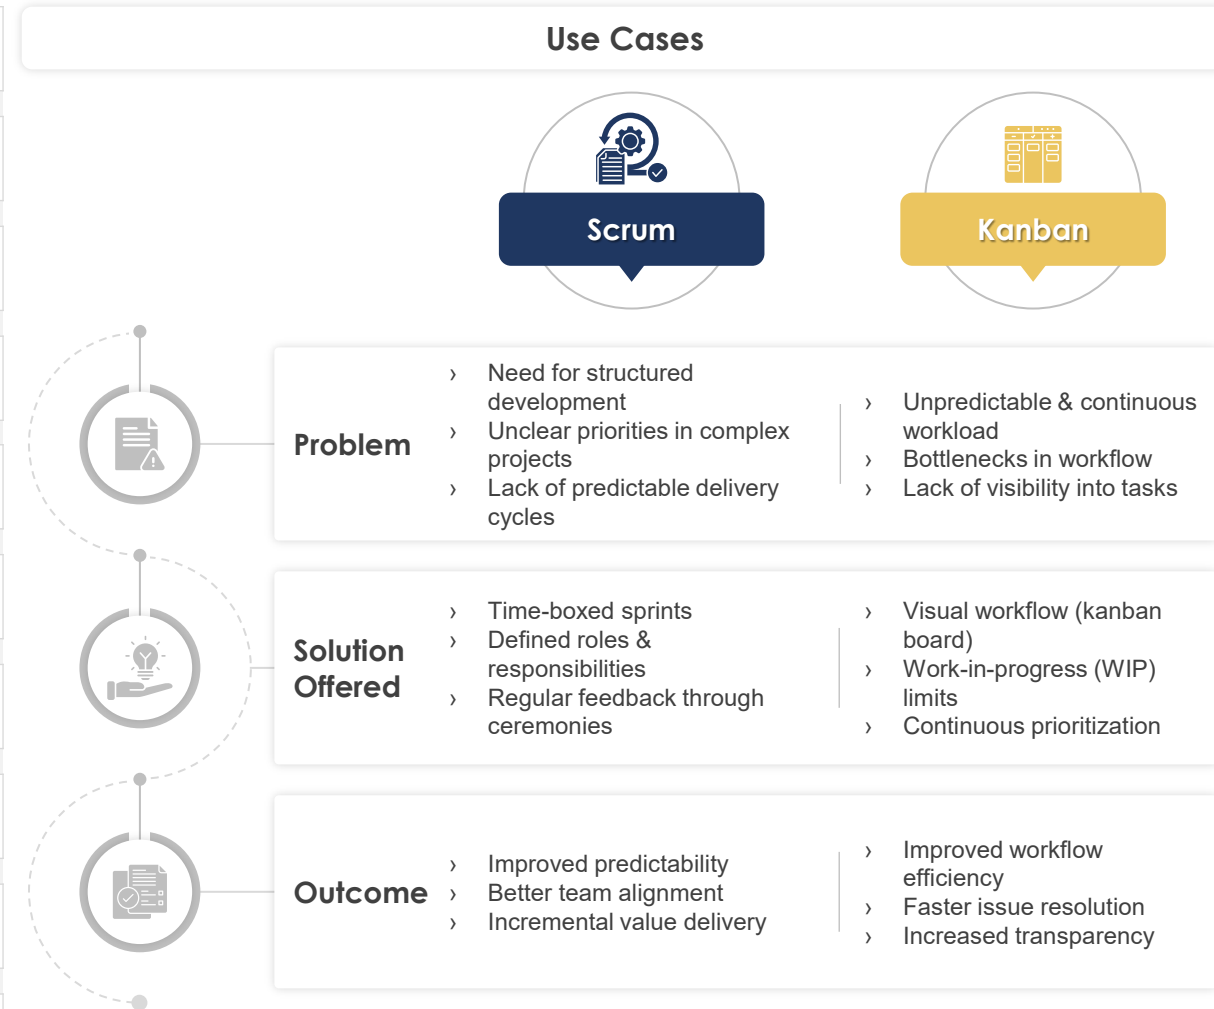 Use Cases
Scrum
Kanban
Problem
› Need for structured
development
› Unclear priorities in complex
projects
› Lack of predictable delivery
cycles
› Unpredictable & continuous
workload
› Bottlenecks in workflow
› Lack of visibility into tasks
Solution
Offered
› Time-boxed sprints
› Defined roles &
responsibilities
› Regular feedback through
ceremonies
› Visual workflow (kanban
board)
› Work-in-progress (WIP)
limits
› Continuous prioritization
Outcome
› Improved predictability
› Better team alignment
› Incremental value delivery
› Improved workflow
efficiency
› Faster issue resolution
› Increased transparency